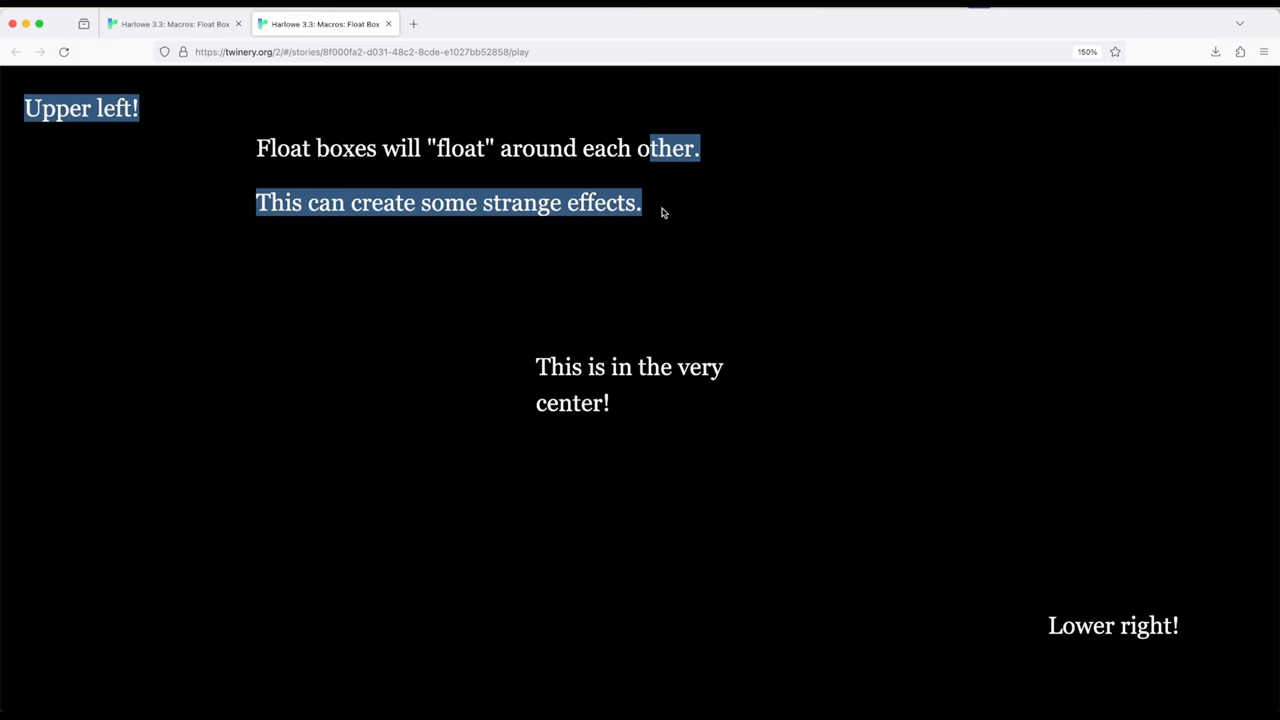 Harlowe 3.3: Macros: Float Box
Harlowe 3.3: Macros: Float Box
https://twinery.org/2/#/stories/8f000fa2-d031-48c2-8cde-e1027bb52858/play
150%
Upper left!
Float boxes will "float" around each other.
This can create some strange effects.
This is in the very
center!
Lower right!